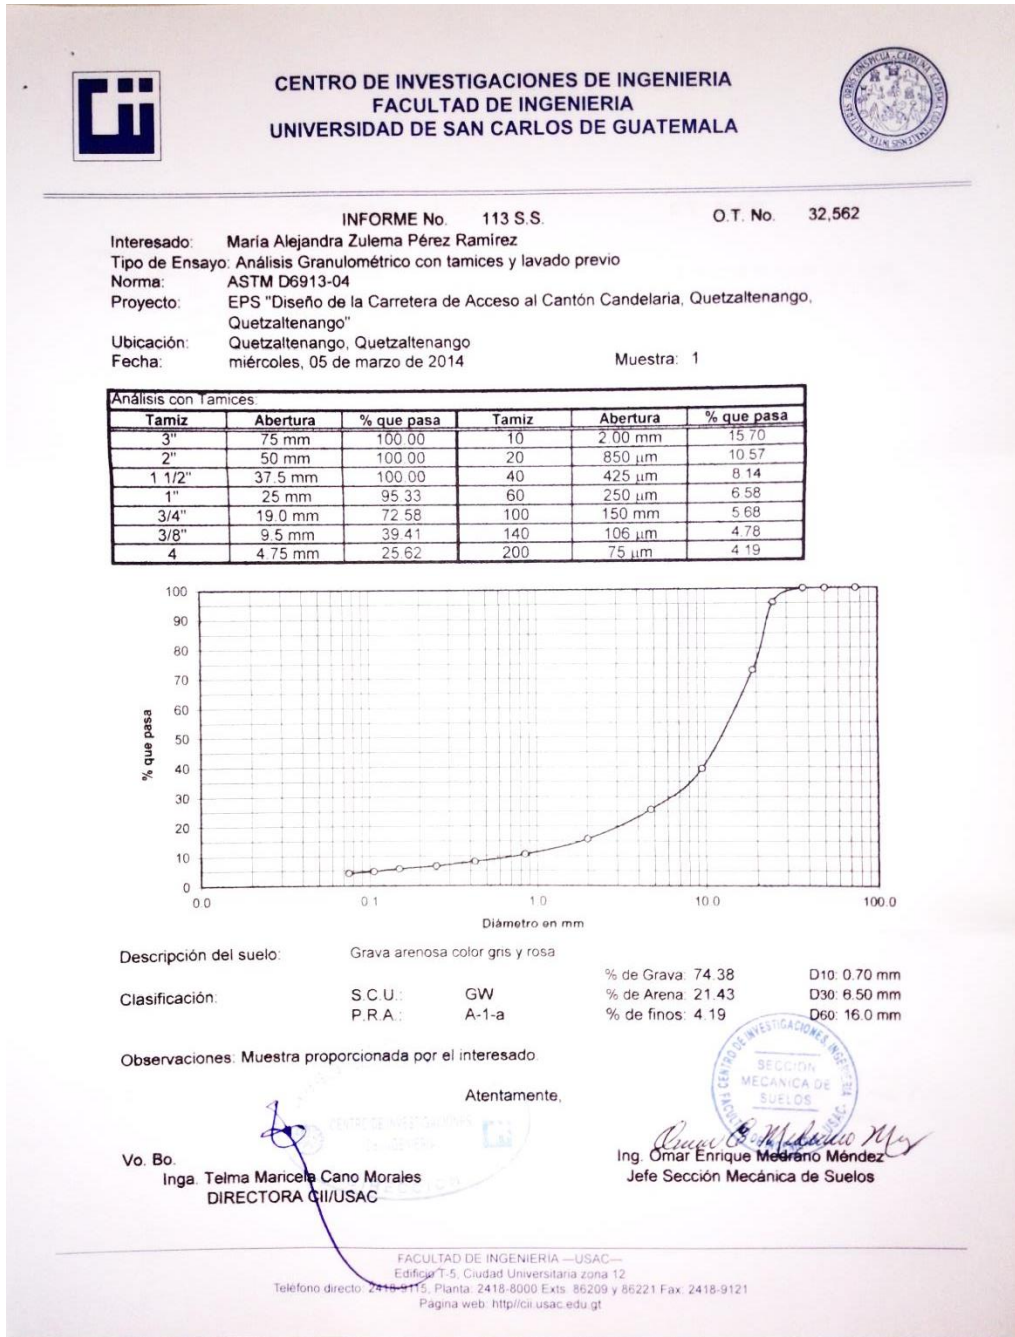 CENTRO DE INVESTIGACIONES DE INGENIERIA
FACULTAD DE INGENIERIA
UNIVERSIDAD DE SAN CARLOS DE GUATEMALA
INFORME No. 113 S.S. O.T. No. 32,562
Interesado: María Alejandra Zulema Pérez Ramírez
Tipo de Ensayo: Análisis Granulométrico con tamices y lavado previo
Norma: ASTM D6913-04
Proyecto: EPS "Diseño de la Carretera de Acceso al Cantón Candelaria, Quetzaltenango,
Quetzaltenango"
Ubicación: Quetzaltenango, Quetzaltenango
Fecha: miércoles, 05 de marzo de 2014 Muestra: 1
Análisis con Tamices:
Tamiz Abertura % que pasa Tamiz Abertura % que pasa
3" 75 mm 100.00 10 2.00 mm 15.70
2" 50 mm 100.00 20 850 µm 10.57
1 1/2" 37.5 mm 100.00 40 425 µm 8.14
1" 25 mm 95.33 60 250 µm 6.58
3/4" 19.0 mm 72.58 100 150 mm 5.68
3/8" 9.5 mm 39.41 140 106 µm 4.78
4 4.75 mm 25.62 200 75 µm 4.19
100
90
80
70
60
50
40
30
20
10
0
% que pasa
0.0 0.1 1.0 10.0 100.0
Diámetro en mm
Descripción del suelo: Grava arenosa color gris y rosa
% de Grava: 74.38 D10: 0.70 mm
Clasificación: S.C.U.: GW % de Arena: 21.43 D30: 6.50 mm
P.R.A.: A-1-a % de finos: 4.19 D60: 16.0 mm
Observaciones: Muestra proporcionada por el interesado.
CENTRO DE INVESTIGACIONES INGENIERIA
SECCION
MECANICA DE
SUELOS
Atentamente,
CENTRO DE INVESTIGACIONES
Vo. Bo. Ing. Omar Enrique Medrano Méndez
Inga. Telma Maricela Cano Morales Jefe Sección Mecánica de Suelos
DIRECTORA CII/USAC
FACULTAD DE INGENIERIA —USAC—
Edificio T-5, Ciudad Universitaria zona 12
Teléfono directo: 2418-9115, Planta: 2418-8000 Exts. 86209 y 86221 Fax: 2418-9121
Página web: http//cii.usac.edu.gt